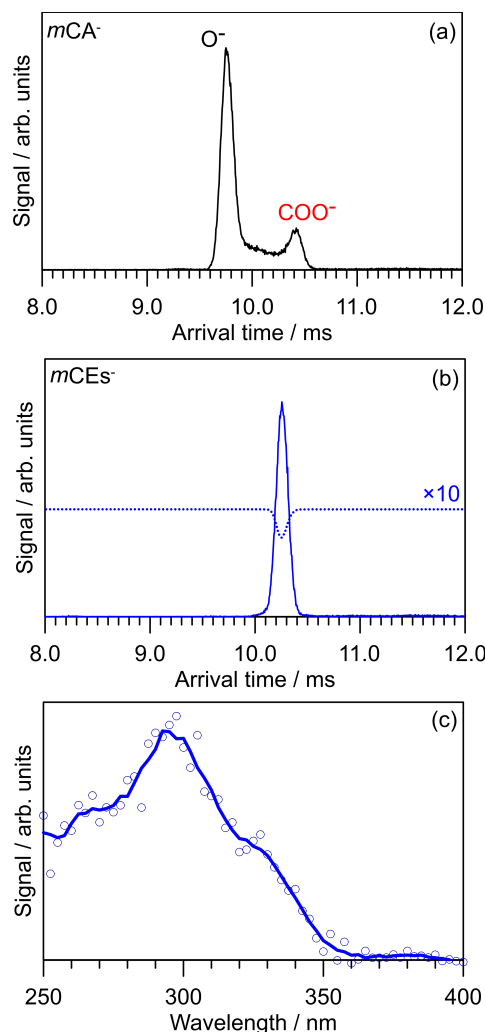 mCA-
O-
(a)
COO-
Signal / arb. units
8.0 9.0 10.0 11.0 12.0
Arrival time / ms
mCEs-
(b)
×10
Signal / arb. units
8.0 9.0 10.0 11.0 12.0
Arrival time / ms
(c)
Signal / arb. units
250 300 350 400
Wavelength / nm